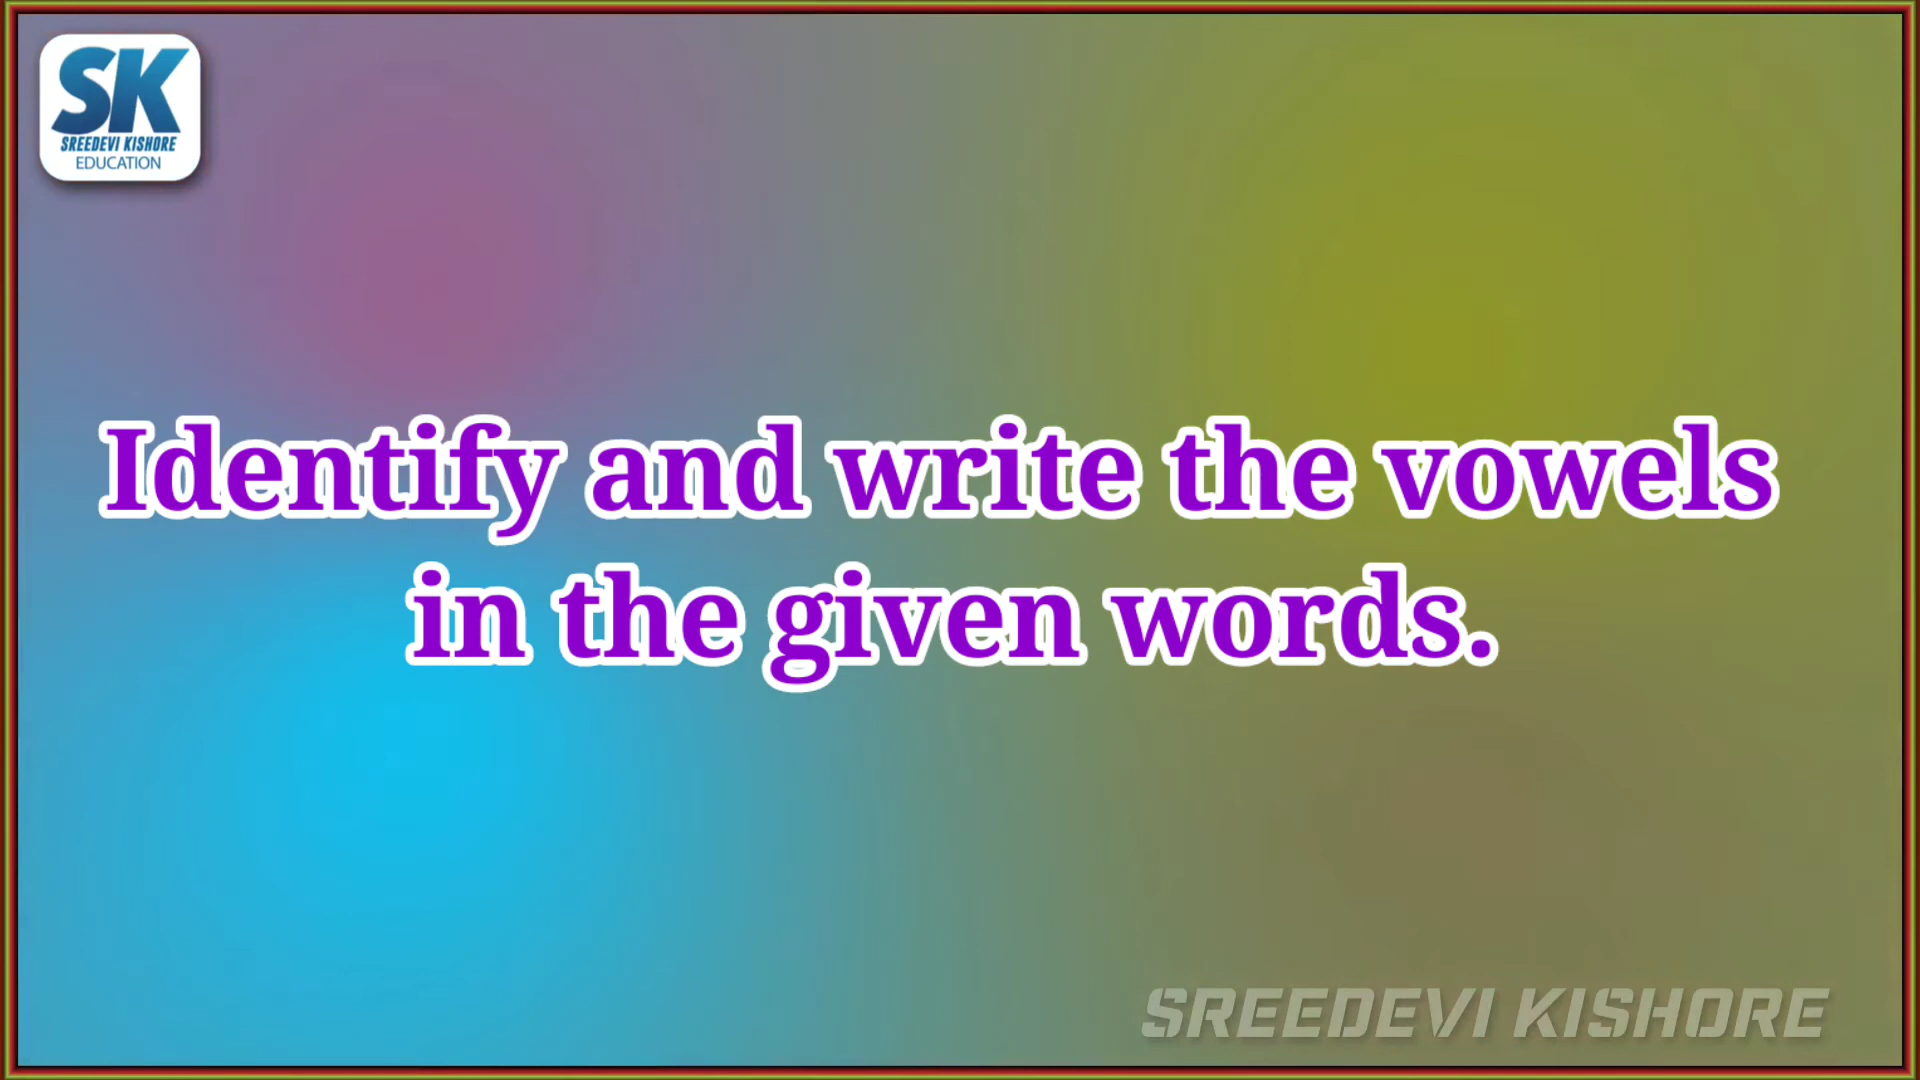 SK
SREEDEVI KISHORE
EDUCATION
Identify and write the vowels
in the given words.
SREEDEVI KISHORE